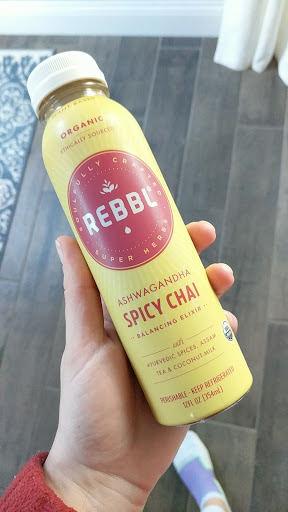 ORGANIC
ETHICALLY SOURCED
SOULFULLY CRAFTED
REBBL®
SUPER HERBS
ASHWAGANDHA
SPICY CHAI
- BALANCING ELIXIR -
with
AYURVEDIC SPICES, ASSAM
TEA & COCONUT-MILK
PERISHABLE • KEEP REFRIGERATED
12 FL OZ (354mL)